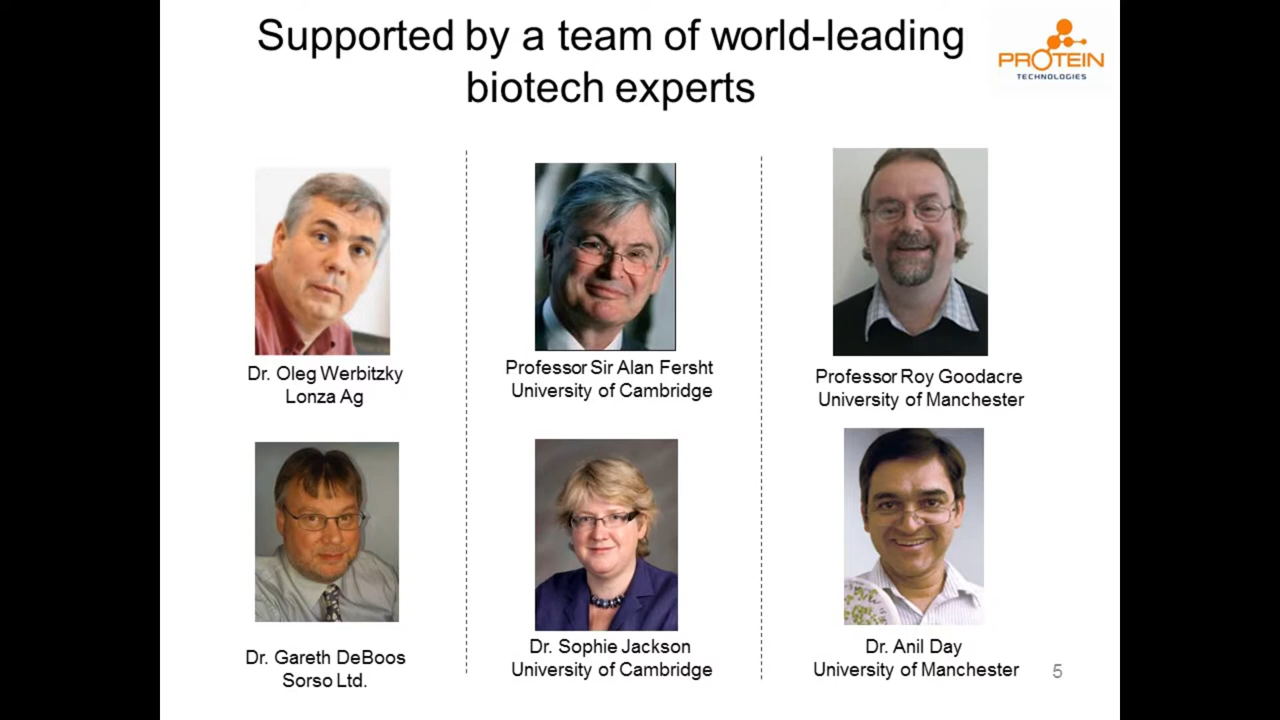 Supported by a team of world-leading
biotech experts
PROTEIN
TECHNOLOGIES
Dr. Oleg Werbitzky
Lonza Ag
Professor Sir Alan Fersht
University of Cambridge
Professor Roy Goodacre
University of Manchester
Dr. Gareth DeBoos
Sorso Ltd.
Dr. Sophie Jackson
University of Cambridge
Dr. Anil Day
University of Manchester
5